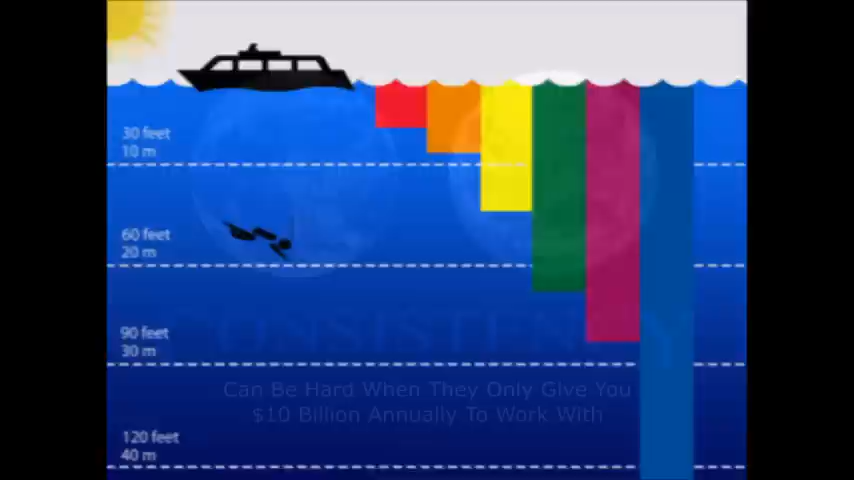 30 feet
10 m
60 feet
20 m
90 feet
30 m
CONSISTENCY
Can Be Hard When They Only Give You
$10 Billion Annually To Work With
120 feet
40 m